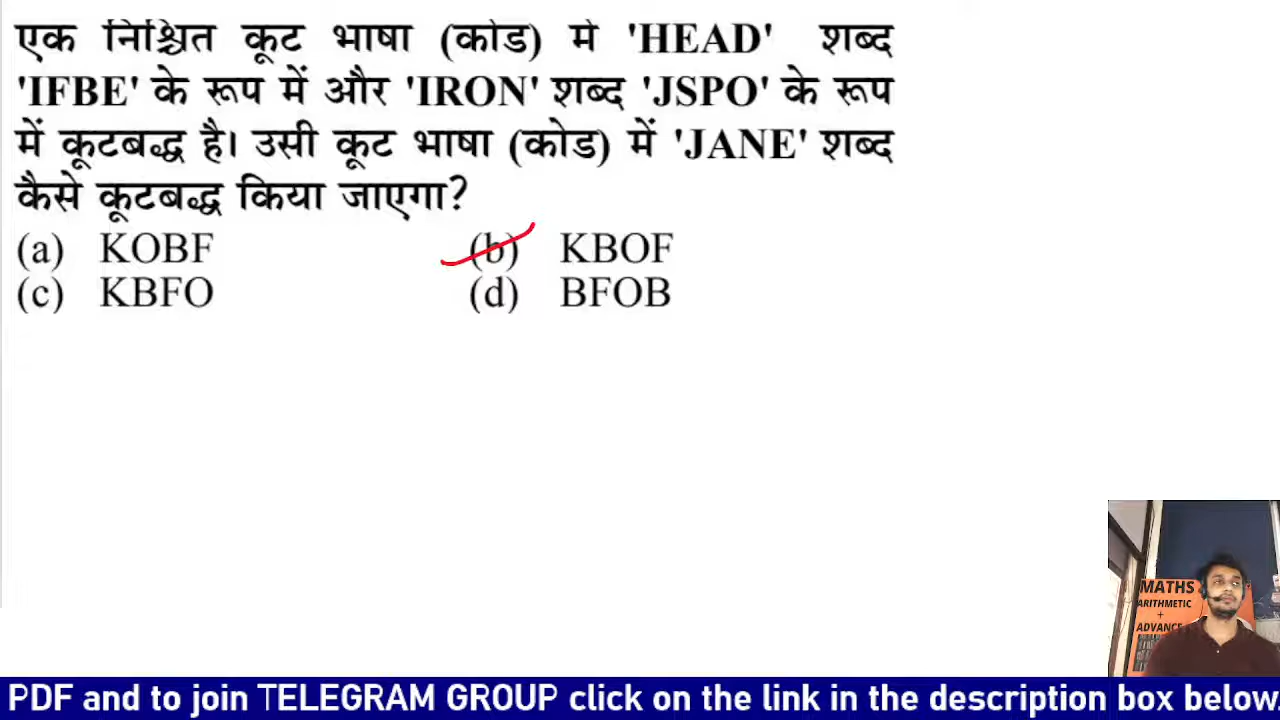 एक निश्चित कूट भाषा (कोड) में 'HEAD' शब्द
'IFBE' के रूप में और 'IRON' शब्द 'JSPO' के रूप
में कूटबद्ध है। उसी कूट भाषा (कोड) में 'JANE' शब्द
कैसे कूटबद्ध किया जाएगा?
(a) KOBF (b) KBOF
(c) KBFO (d) BFOB
MATHS
ARITHMETIC
+
ADVANCE
PDF and to join TELEGRAM GROUP click on the link in the description box below.